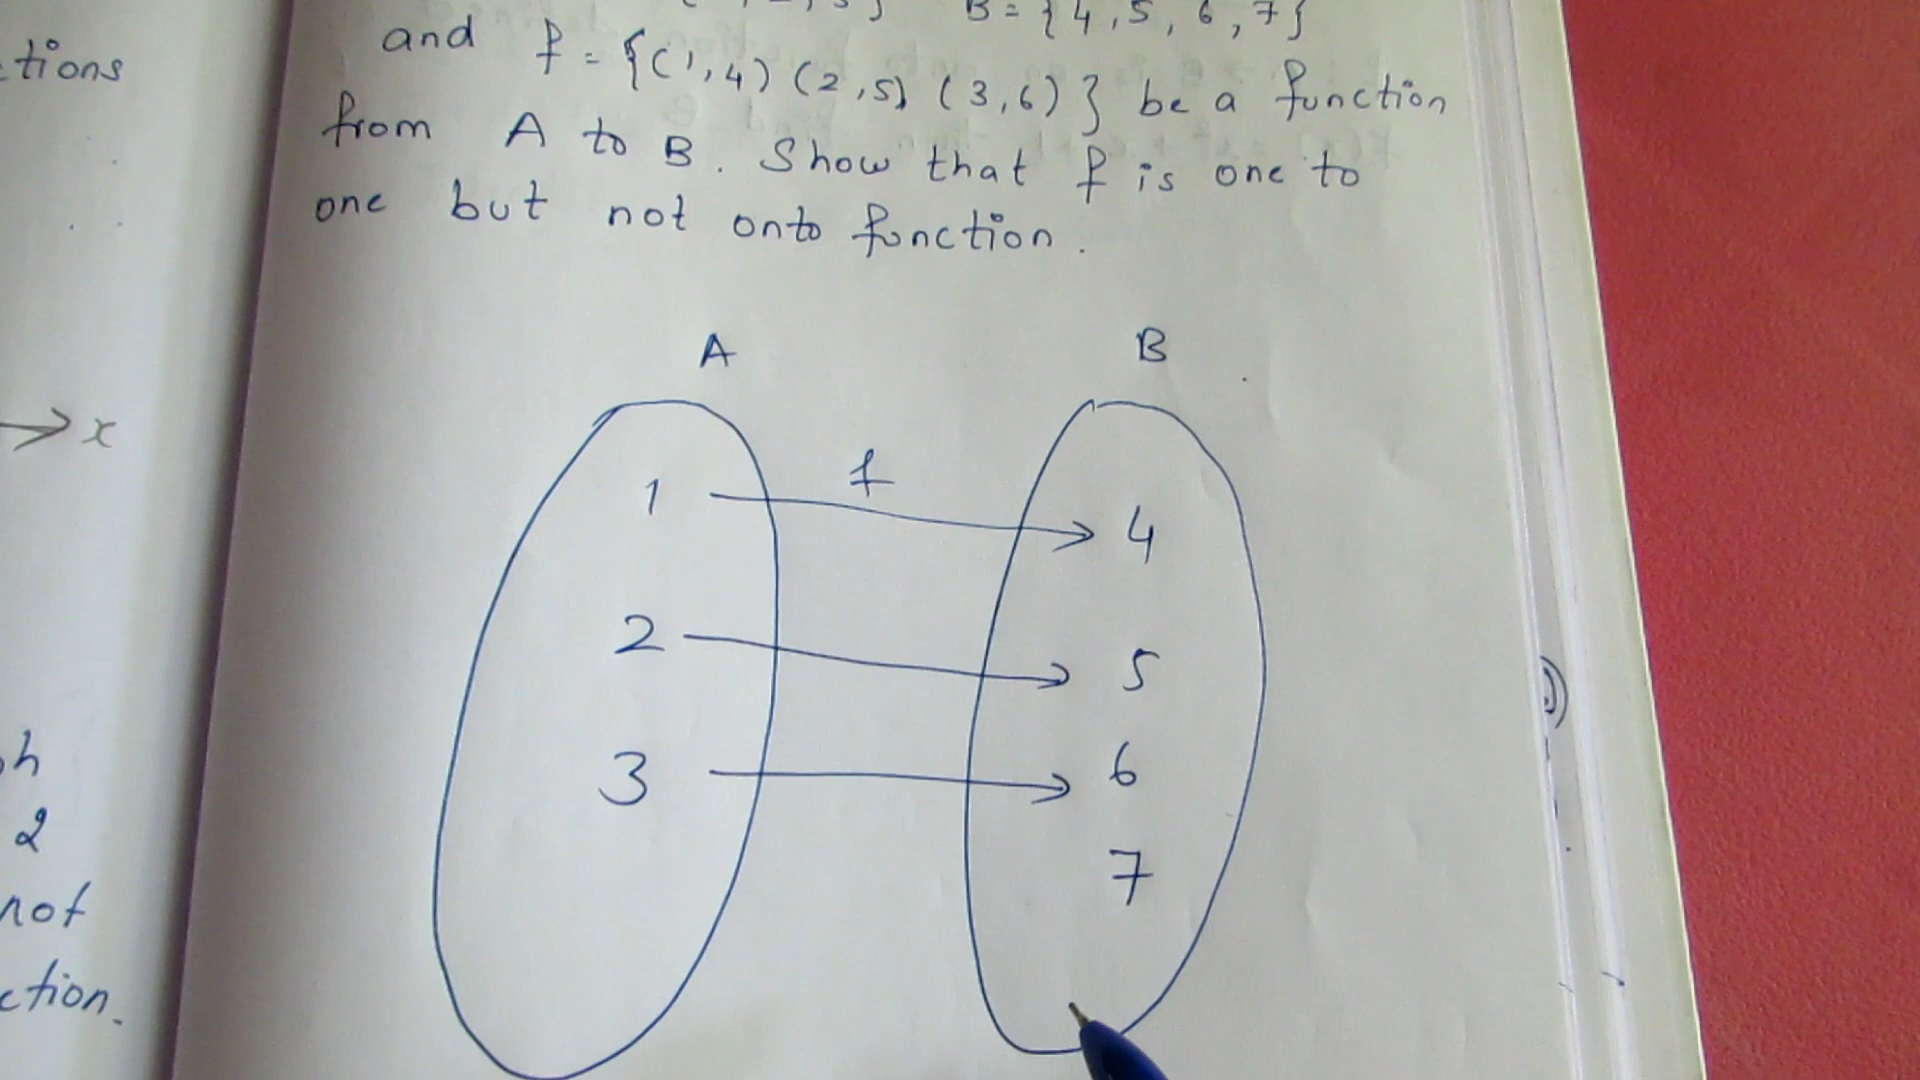 , 3 } B = {4, 5, 6, 7}
and f = {(1, 4) (2, 5) (3, 6) } be a function
from A to B. Show that f is one to
one but not onto function.
A B
f
1 4
2 5
3 6
7
tions
→ x
h
2
not
ction.